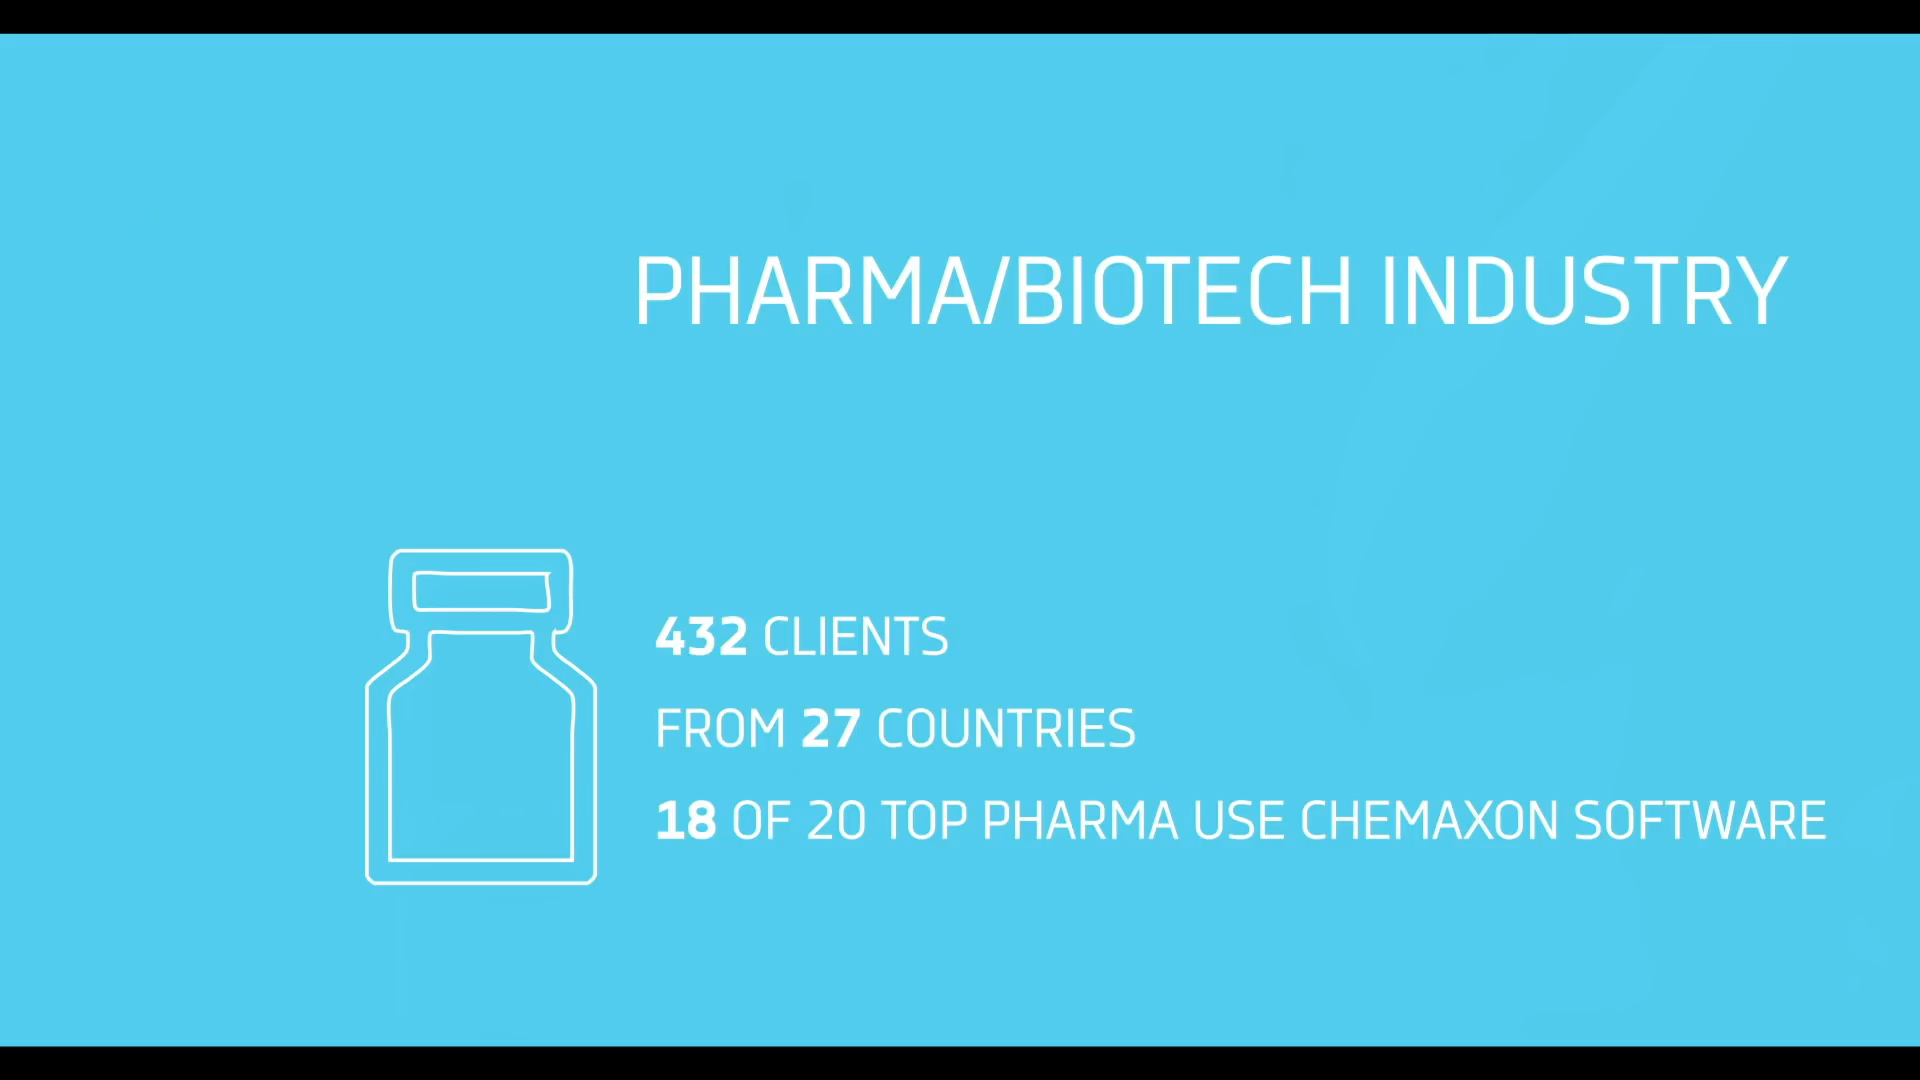 PHARMA/BIOTECH INDUSTRY
432 CLIENTS
FROM 27 COUNTRIES
18 OF 20 TOP PHARMA USE CHEMAXON SOFTWARE